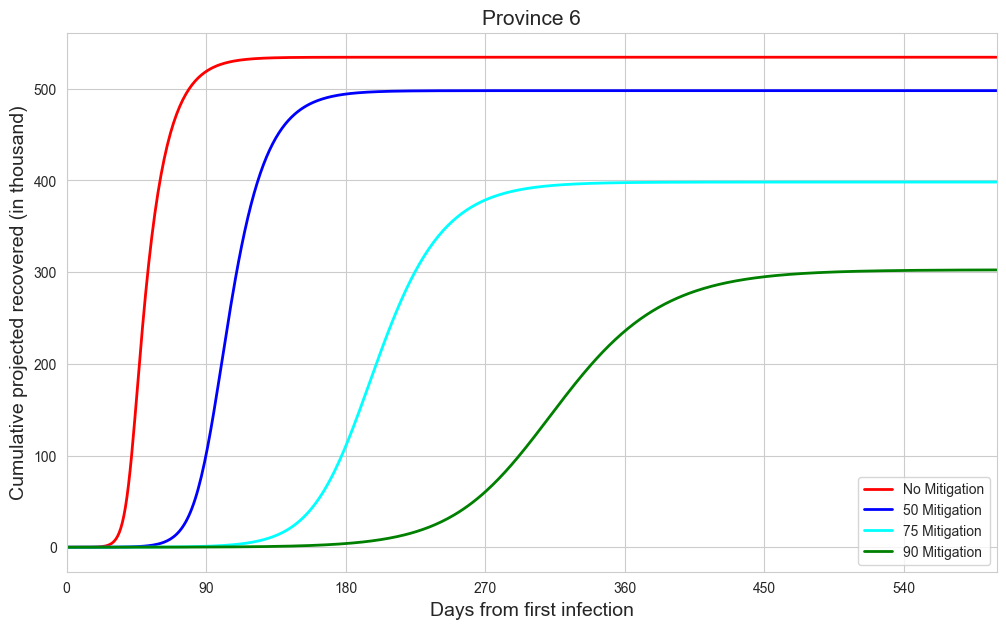 Province 6
Cumulative projected recovered (in thousand)
500
400
300
200
100
0
0 90 180 270 360 450 540
Days from first infection
No Mitigation
50 Mitigation
75 Mitigation
90 Mitigation